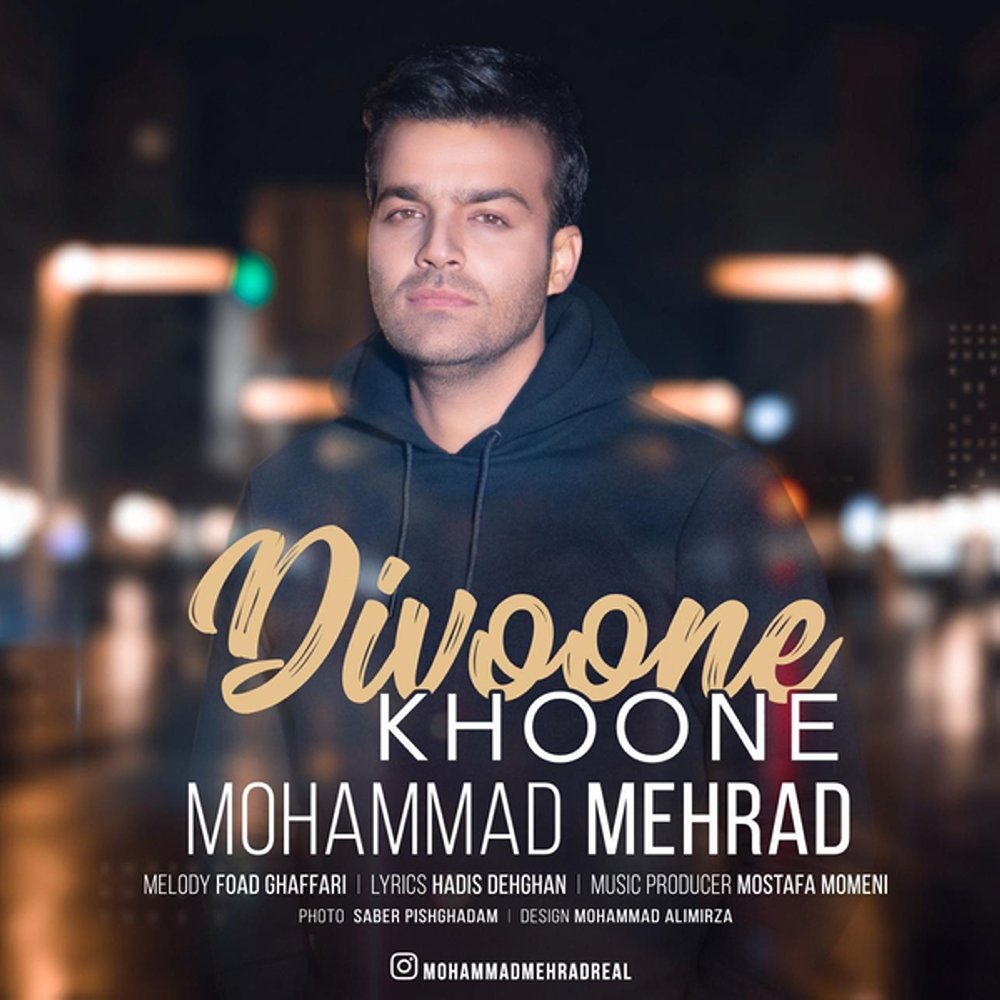 Divoone
KHOONE
MOHAMMAD MEHRAD
MELODY FOAD GHAFFARI | LYRICS HADIS DEHGHAN | MUSIC PRODUCER MOSTAFA MOMENI
PHOTO SABER PISHGHADAM | DESIGN MOHAMMAD ALIMIRZA
MOHAMMADMEHRADREAL